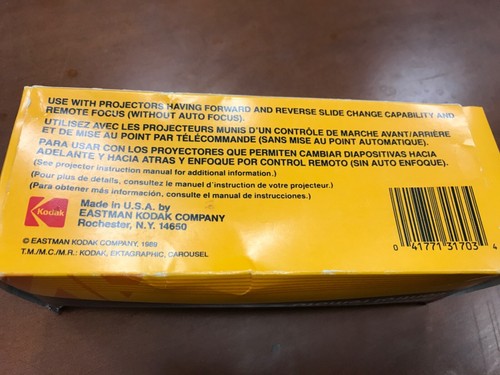 USE WITH PROJECTORS HAVING FORWARD AND REVERSE SLIDE CHANGE CAPABILITY AND
REMOTE FOCUS (WITHOUT AUTO FOCUS).
UTILISEZ AVEC LES PROJECTEURS MUNIS D'UN CONTRÔLE DE MARCHE AVANT/ARRIÈRE
ET DE MISE AU POINT PAR TÉLÉCOMMANDE (SANS MISE AU POINT AUTOMATIQUE).
PARA USAR CON LOS PROYECTORES QUE PERMITEN CAMBIAR DIAPOSITIVAS HACIA
ADELANTE Y HACIA ATRAS Y ENFOQUE POR CONTROL REMOTO (SIN AUTO ENFOQUE).
(See projector instruction manual for additional information.)
(Pour plus de détails, consultez le manuel d'instruction de votre projecteur.)
(Para obtener más información, consulte el manual de instrucciones.)
Kodak
Made in U.S.A. by
EASTMAN KODAK COMPANY
Rochester, N.Y. 14650
© EASTMAN KODAK COMPANY, 1989
T.M./M.C./M.R.: KODAK, EKTAGRAPHIC, CAROUSEL
0 41771 31703 4